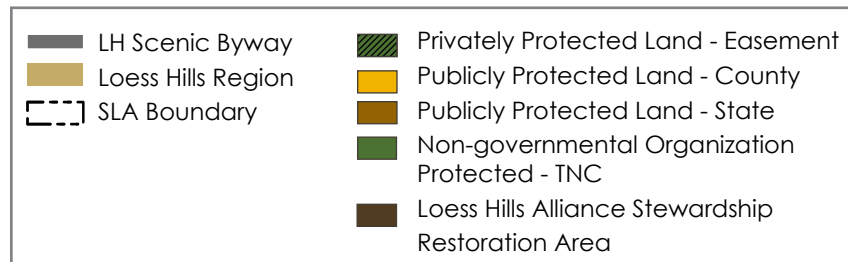 LH Scenic Byway
Loess Hills Region
SLA Boundary
Privately Protected Land - Easement
Publicly Protected Land - County
Publicly Protected Land - State
Non-governmental Organization
Protected - TNC
Loess Hills Alliance Stewardship
Restoration Area